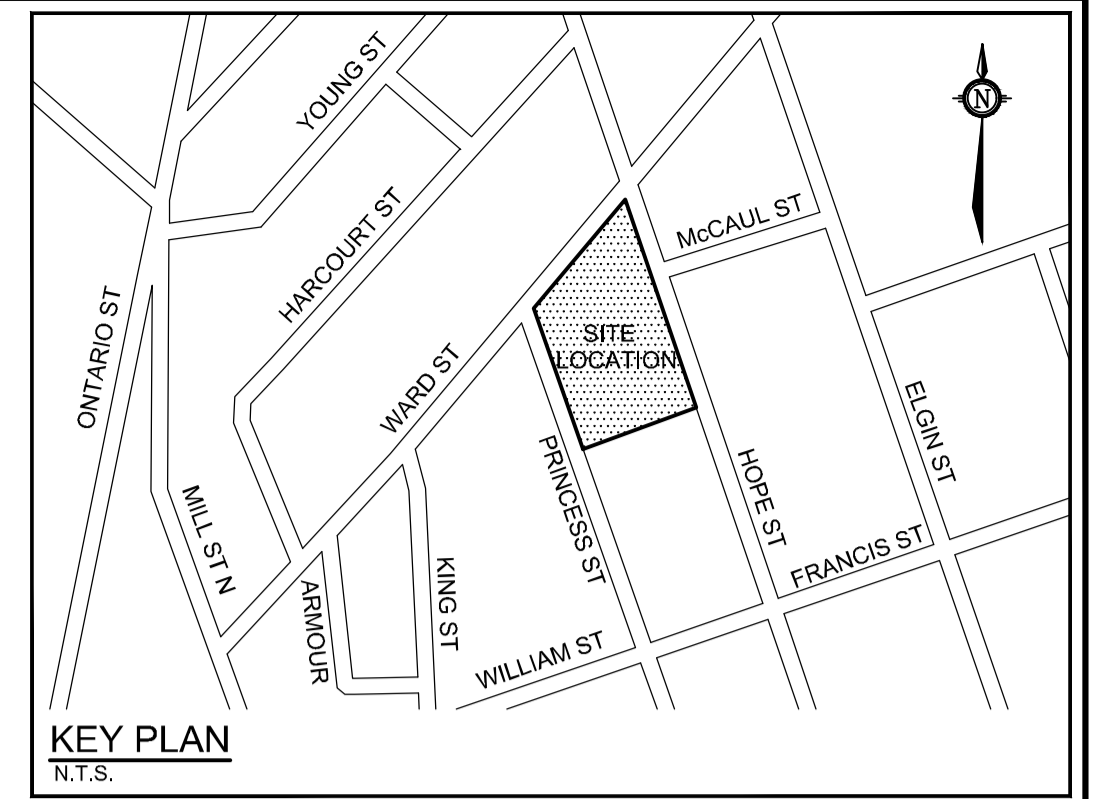 YOUNG ST
N
HARCOURT ST
McCAUL ST
ONTARIO ST
SITE
LOCATION
WARD ST
ELGIN ST
PRINCESS ST
HOPE ST
MILL ST N
FRANCIS ST
KING ST
ARMOUR
WILLIAM ST
KEY PLAN
N.T.S.